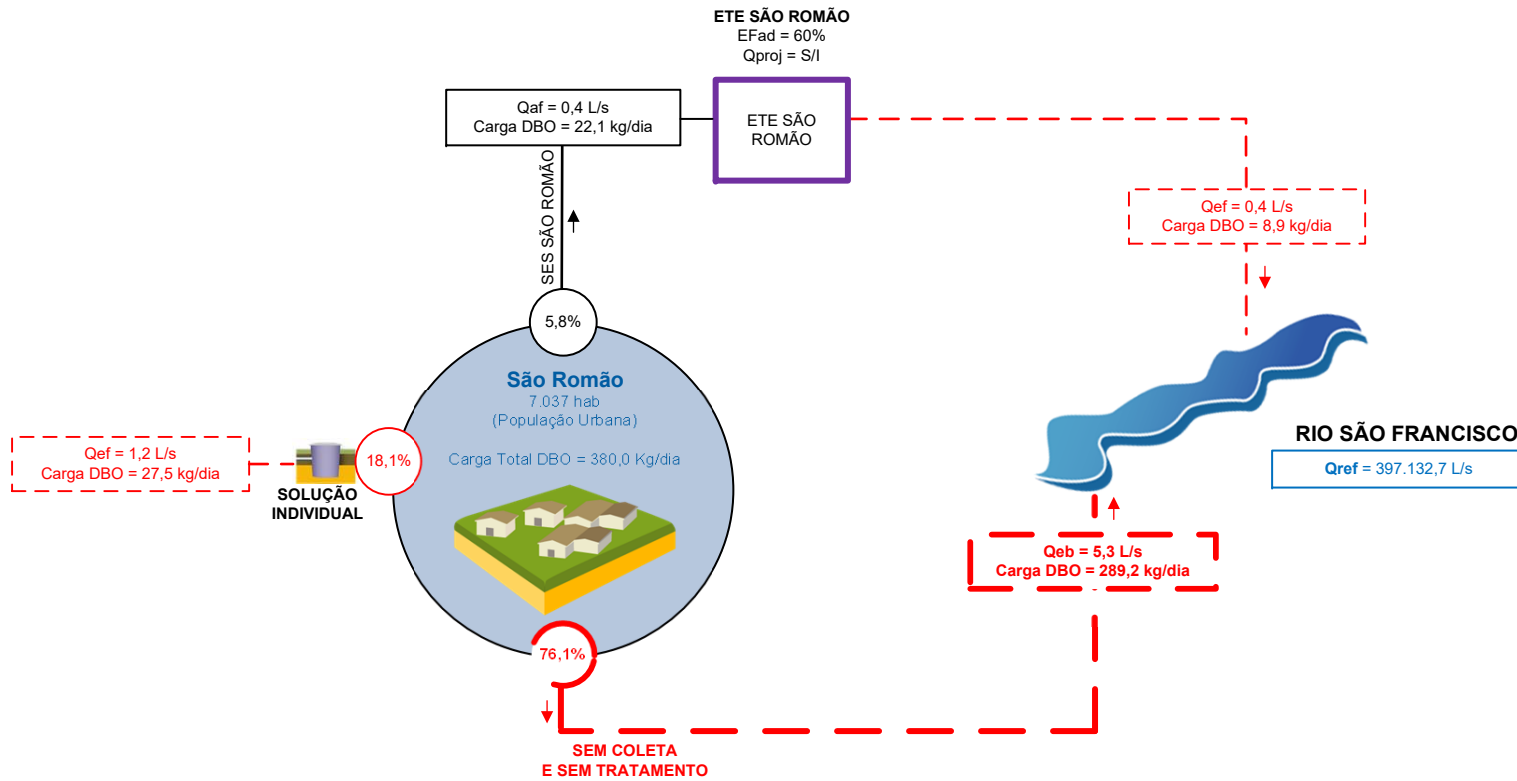 ETE SÃO ROMÃO
EFad = 60%
Qproj = S/I
Qaf = 0,4 L/s
Carga DBO = 22,1 kg/dia
ETE SÃO
ROMÃO
SES SÃO ROMÃO
Qef = 0,4 L/s
Carga DBO = 8,9 kg/dia
5,8%
São Romão
7.037 hab
(População Urbana)
Carga Total DBO = 380,0 Kg/dia
Qef = 1,2 L/s
Carga DBO = 27,5 kg/dia
18,1%
SOLUÇÃO
INDIVIDUAL
RIO SÃO FRANCISCO
Qref = 397.132,7 L/s
Qeb = 5,3 L/s
Carga DBO = 289,2 kg/dia
76,1%
SEM COLETA
E SEM TRATAMENTO